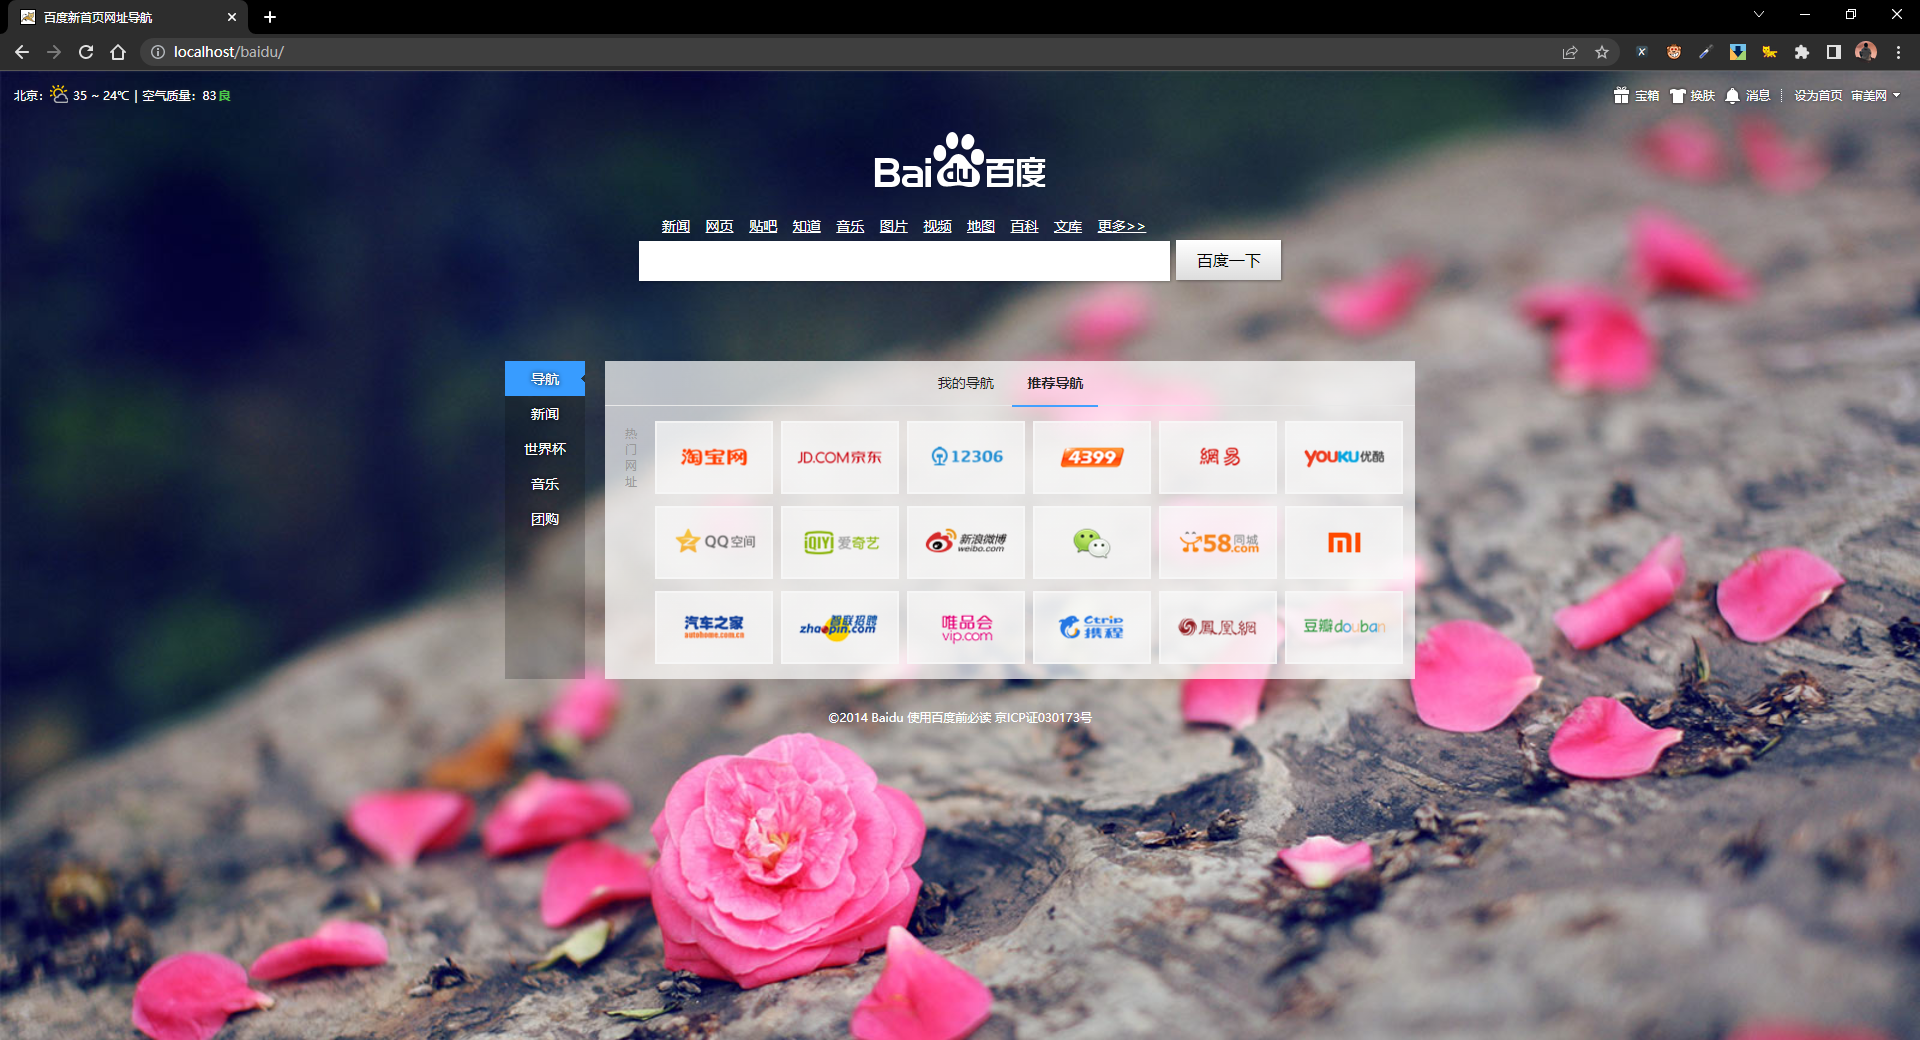 百度新首页网址导航
localhost/baidu/
北京： 35 ~ 24℃ | 空气质量：83 良
宝箱 换肤 消息 设为首页 审美网
Baidu百度
新闻 网页 贴吧 知道 音乐 图片 视频 地图 百科 文库 更多>>
百度一下
导航
新闻
世界杯
音乐
团购
我的导航 推荐导航
热门网址
淘宝网 JD.COM京东 12306 4399 網易 YOUKU优酷
QQ空间 iQIYI 爱奇艺 新浪微博 weibo.com 58同城 58.com MI
汽车之家 autohome.com.cn 智联招聘 zhaopin.com 唯品会 vip.com Ctrip 携程 鳳凰網 豆瓣douban
©2014 Baidu 使用百度前必读 京ICP证030173号